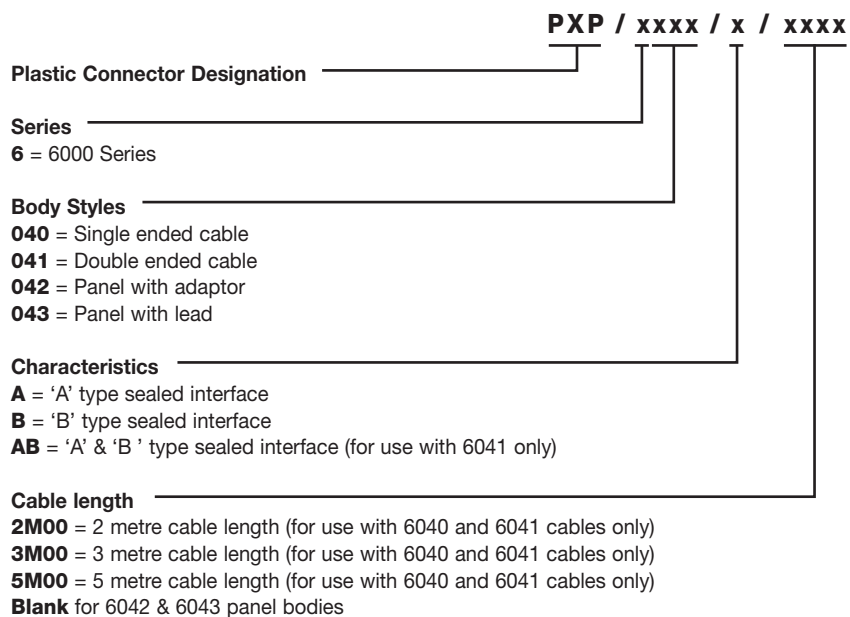 PXP / xxxx / x / xxxx
Plastic Connector Designation
Series
6 = 6000 Series
Body Styles
040 = Single ended cable
041 = Double ended cable
042 = Panel with adaptor
043 = Panel with lead
Characteristics
A = ‘A’ type sealed interface
B = ‘B’ type sealed interface
AB = ‘A’ & ‘B ’ type sealed interface (for use with 6041 only)
Cable length
2M00 = 2 metre cable length (for use with 6040 and 6041 cables only)
3M00 = 3 metre cable length (for use with 6040 and 6041 cables only)
5M00 = 5 metre cable length (for use with 6040 and 6041 cables only)
Blank for 6042 & 6043 panel bodies